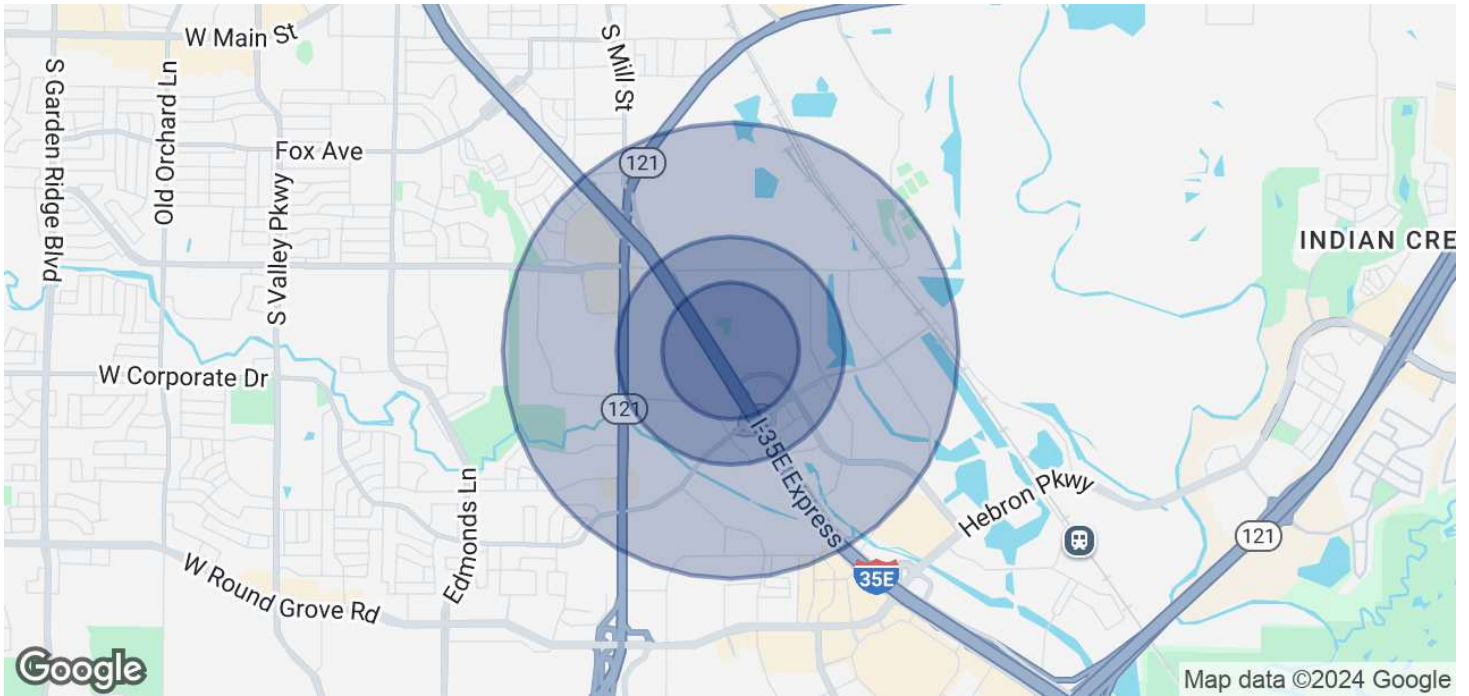 W Main St
S Mill St
S Garden Ridge Blvd
Old Orchard Ln
Fox Ave
121
S Valley Pkwy
INDIAN CRE
W Corporate Dr
121
I-35E Express
Edmonds Ln
Hebron Pkwy
121
35E
W Round Grove Rd
Google
Map data ©2024 Google